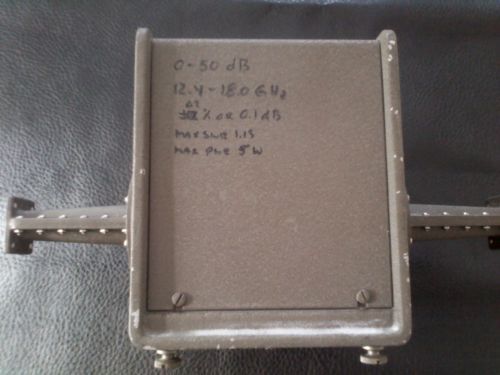 0-50 dB
12.4-18.0 GHz
% OR 0.1 dB
MAX SWR 1.15
MAX PWR 5 W